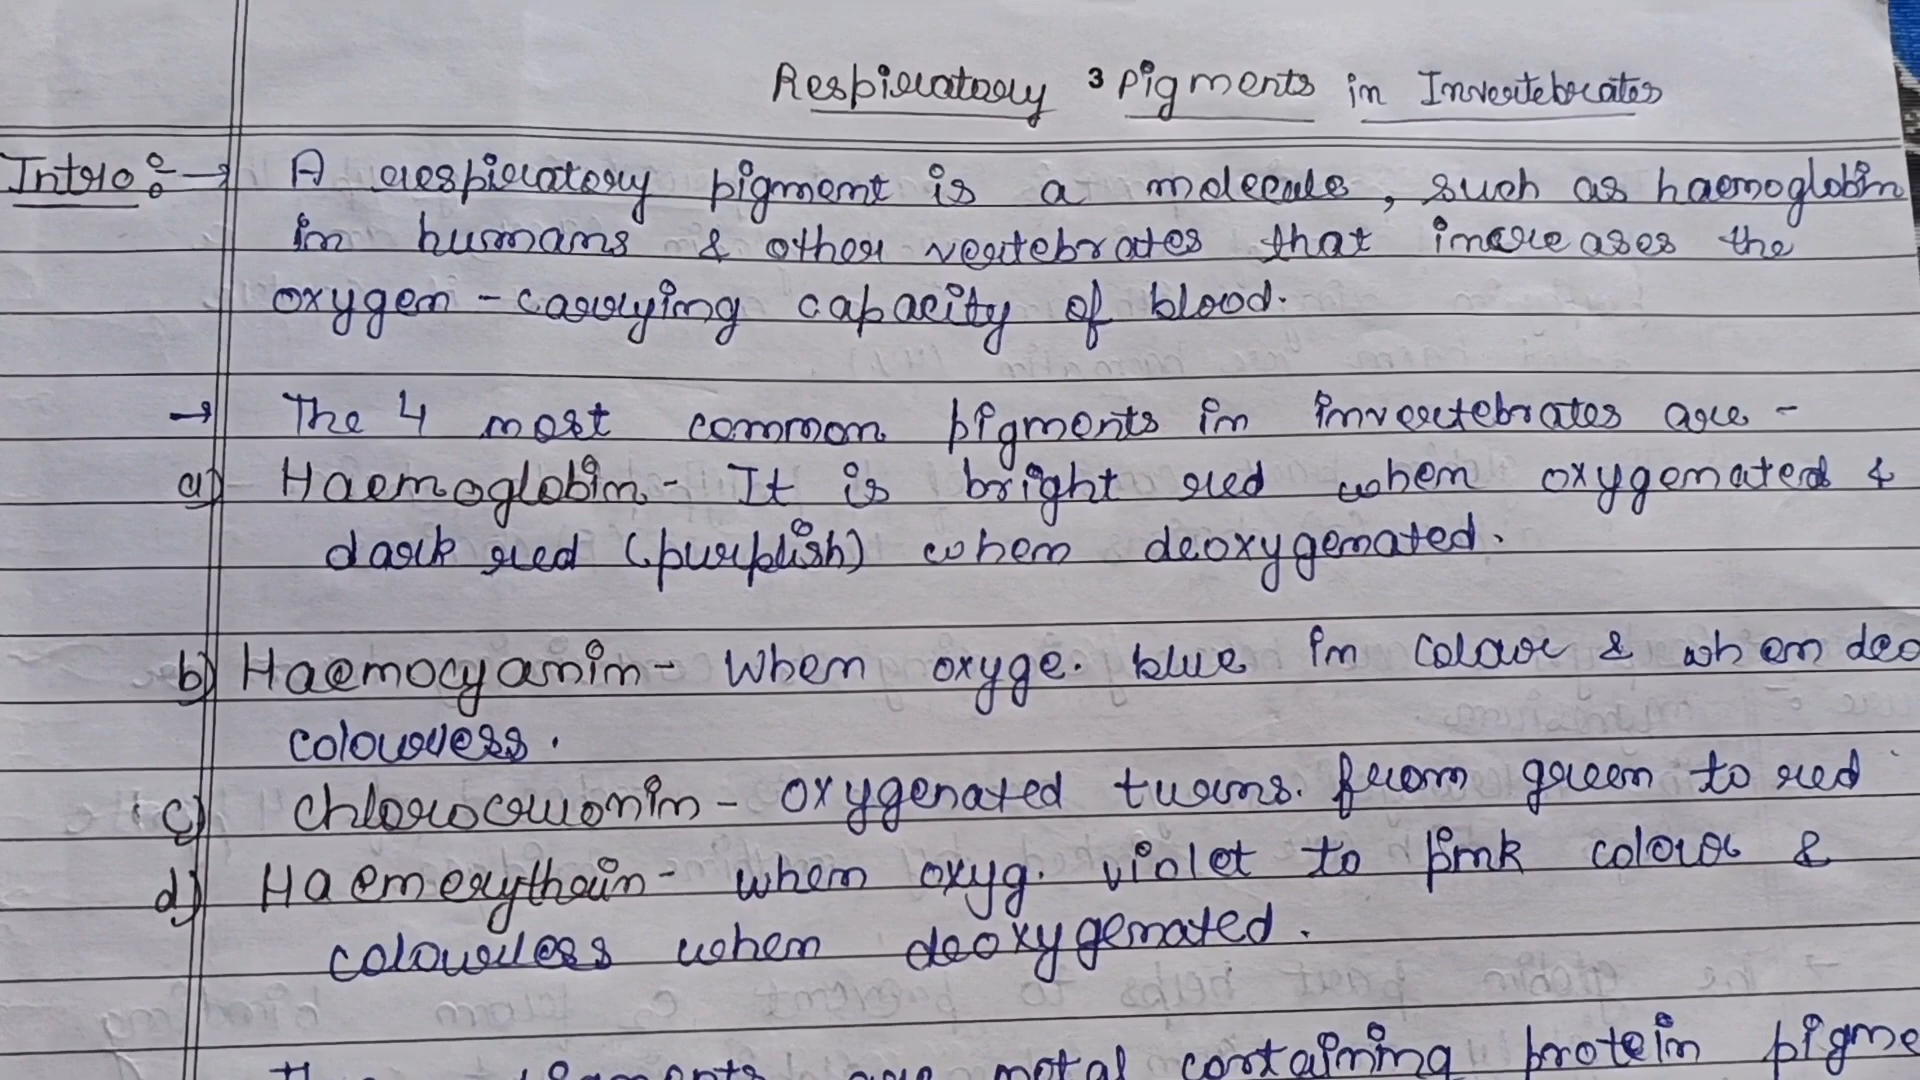 Respiratory 3 Pigments in Invertebrates
Intro :→ A respiratory pigment is a molecule, such as haemoglobin
in humans & other vertebrates that increases the
oxygen - carrying capacity of blood.
→ The 4 most common pigments in invertebrates are -
a) Haemoglobin - It is bright red when oxygenated &
dark red (purplish) when deoxygenated.
b) Haemocyanin - When oxyge. blue in colour & when deo
colourless.
c) Chlorocruonin - oxygenated turns. from green to red
d) Haemerythrin - when oxyg. violet to pink colour &
colourless when deoxygenated.
are metal containing protein pigme